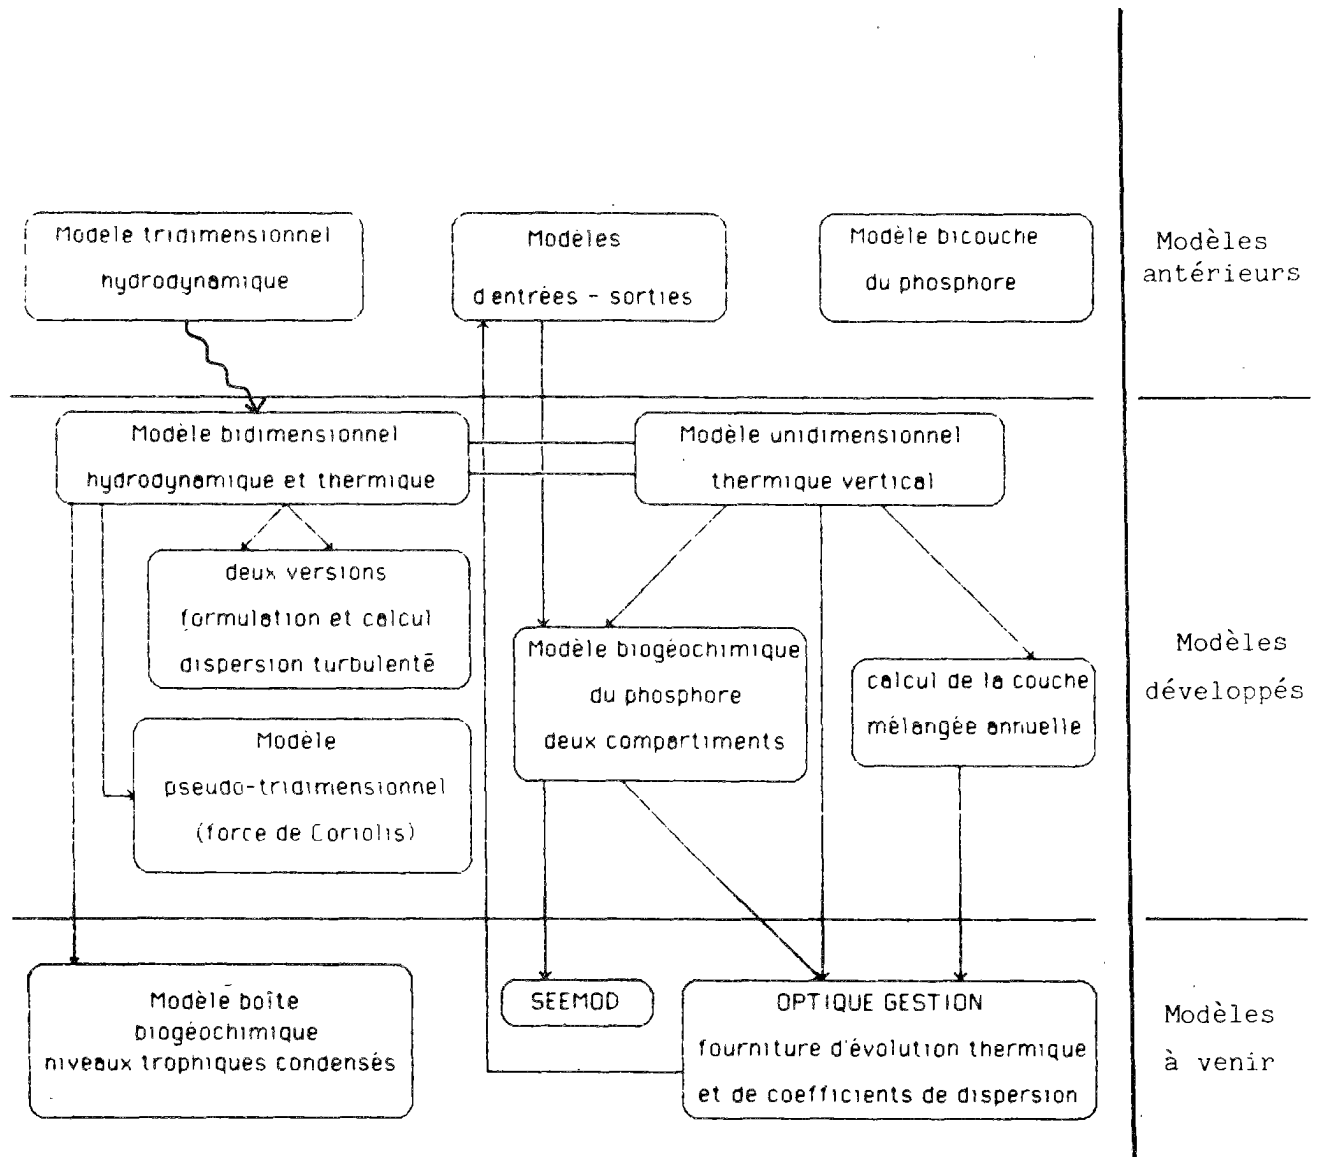 Modèle tridimensionnel
hydrodynamique
Modèles
d'entrées - sorties
Modèle bicouche
du phosphore
Modèles
antérieurs
Modèle bidimensionnel
hydrodynamique et thermique
Modèle unidimensionnel
thermique vertical
deux versions
formulation et calcul
dispersion turbulente
Modèle
pseudo-tridimensionnel
(force de Coriolis)
Modèle biogéochimique
du phosphore
deux compartiments
calcul de la couche
mélangée annuelle
Modèles
développés
Modèle boîte
biogéochimique
niveaux trophiques condensés
SEEMOD
OPTIQUE GESTION
fourniture d'évolution thermique
et de coefficients de dispersion
Modèles
à venir